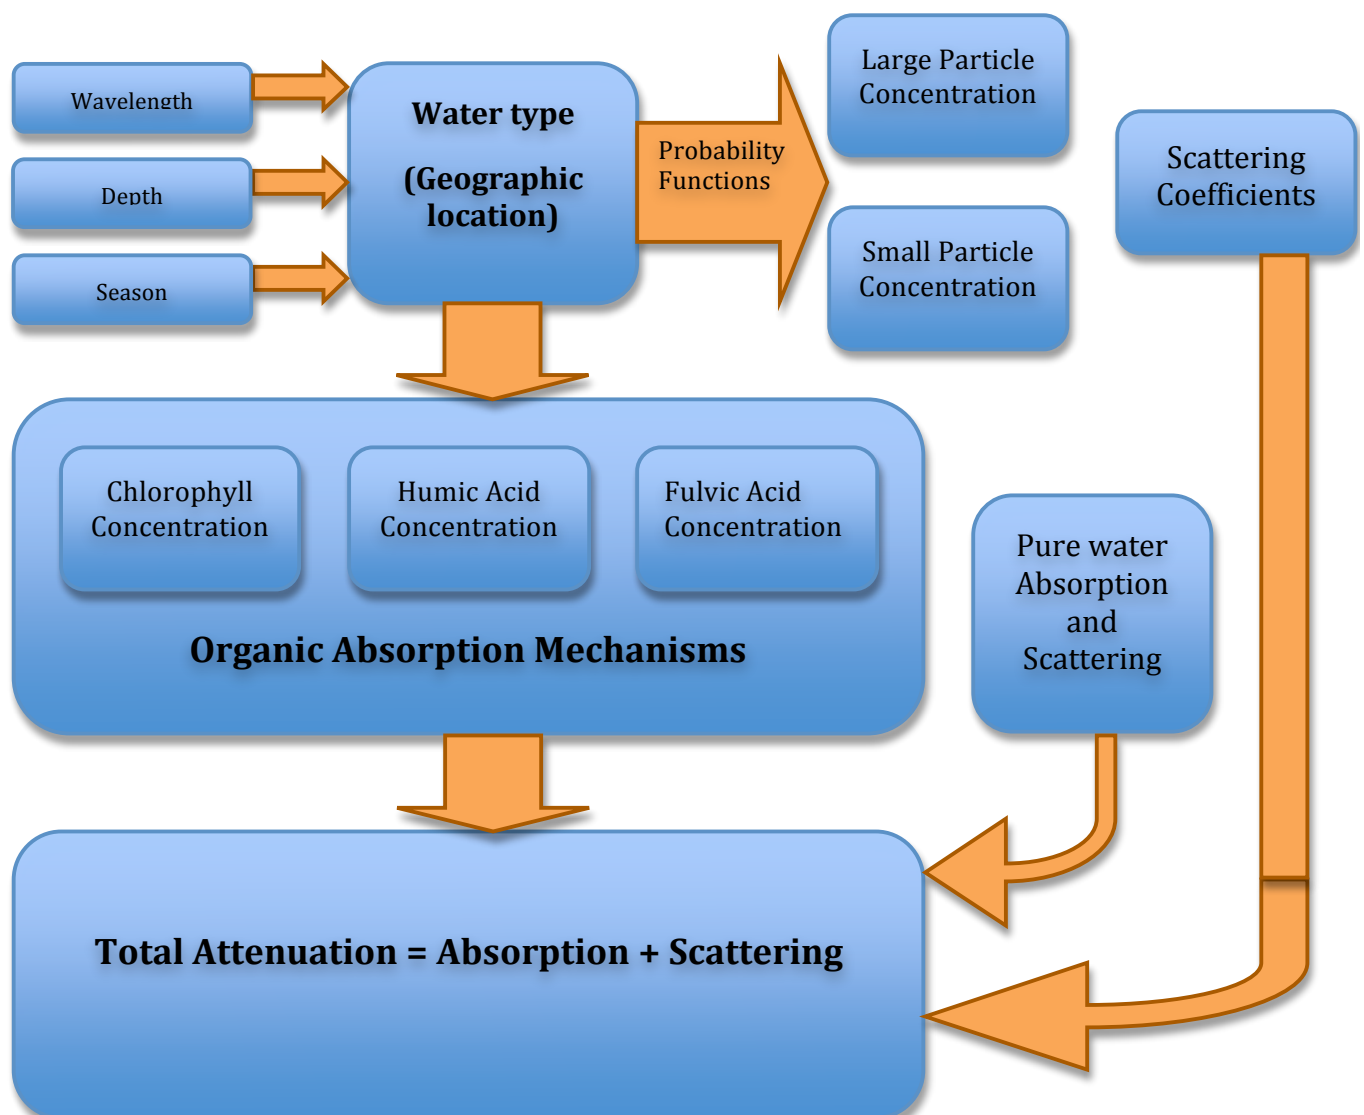 Wavelength
Depth
Season
Water type
(Geographic
location)
Probability
Functions
Large Particle
Concentration
Small Particle
Concentration
Scattering
Coefficients
Chlorophyll
Concentration
Humic Acid
Concentration
Fulvic Acid
Concentration
Organic Absorption Mechanisms
Pure water
Absorption
and
Scattering
Total Attenuation = Absorption + Scattering